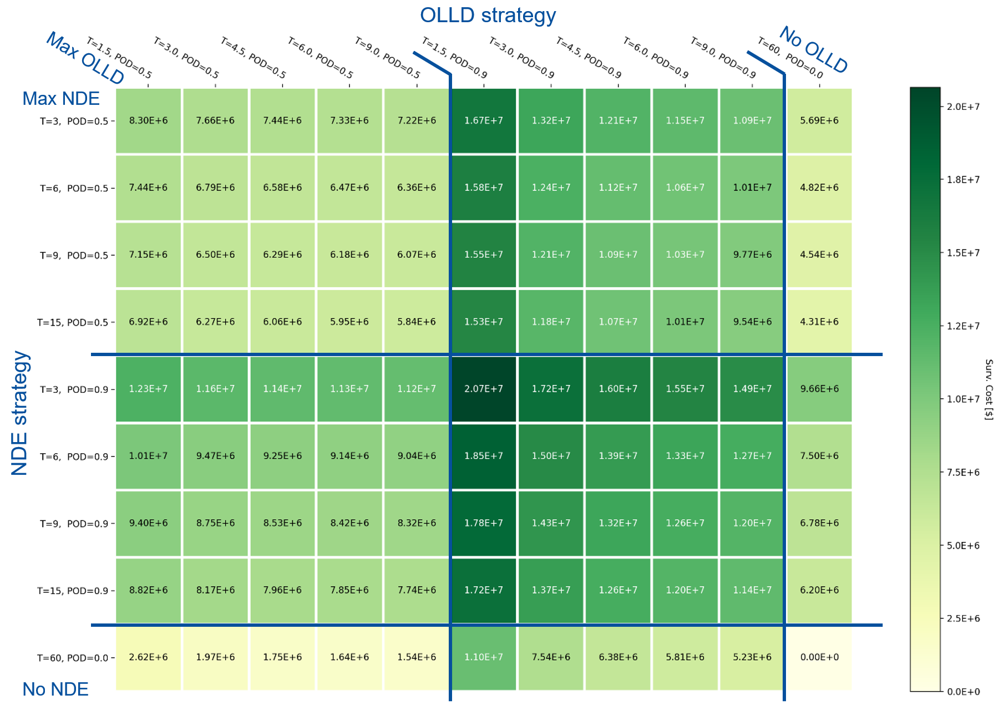 OLLD strategy
Max OLLD
No OLLD
T=1.5, POD=0.5
T=3.0, POD=0.5
T=4.5, POD=0.5
T=6.0, POD=0.5
T=9.0, POD=0.5
T=1.5, POD=0.9
T=3.0, POD=0.9
T=4.5, POD=0.9
T=6.0, POD=0.9
T=9.0, POD=0.9
T=60, POD=0.0
Max NDE
T=3, POD=0.5 8.30E+6 7.66E+6 7.44E+6 7.33E+6 7.22E+6 1.67E+7 1.32E+7 1.21E+7 1.15E+7 1.09E+7 5.69E+6
T=6, POD=0.5 7.44E+6 6.79E+6 6.58E+6 6.47E+6 6.36E+6 1.58E+7 1.24E+7 1.12E+7 1.06E+7 1.01E+7 4.82E+6
T=9, POD=0.5 7.15E+6 6.50E+6 6.29E+6 6.18E+6 6.07E+6 1.55E+7 1.21E+7 1.09E+7 1.03E+7 9.77E+6 4.54E+6
T=15, POD=0.5 6.92E+6 6.27E+6 6.06E+6 5.95E+6 5.84E+6 1.53E+7 1.18E+7 1.07E+7 1.01E+7 9.54E+6 4.31E+6
T=3, POD=0.9 1.23E+7 1.16E+7 1.14E+7 1.13E+7 1.12E+7 2.07E+7 1.72E+7 1.60E+7 1.55E+7 1.49E+7 9.66E+6
T=6, POD=0.9 1.01E+7 9.47E+6 9.25E+6 9.14E+6 9.04E+6 1.85E+7 1.50E+7 1.39E+7 1.33E+7 1.27E+7 7.50E+6
T=9, POD=0.9 9.40E+6 8.75E+6 8.53E+6 8.42E+6 8.32E+6 1.78E+7 1.43E+7 1.32E+7 1.26E+7 1.20E+7 6.78E+6
T=15, POD=0.9 8.82E+6 8.17E+6 7.96E+6 7.85E+6 7.74E+6 1.72E+7 1.37E+7 1.26E+7 1.20E+7 1.14E+7 6.20E+6
T=60, POD=0.0 2.62E+6 1.97E+6 1.75E+6 1.64E+6 1.54E+6 1.10E+7 7.54E+6 6.38E+6 5.81E+6 5.23E+6 0.00E+0
No NDE
NDE strategy
2.0E+7
1.8E+7
1.5E+7
1.2E+7
1.0E+7
7.5E+6
5.0E+6
2.5E+6
0.0E+0
Surv. Cost [$]